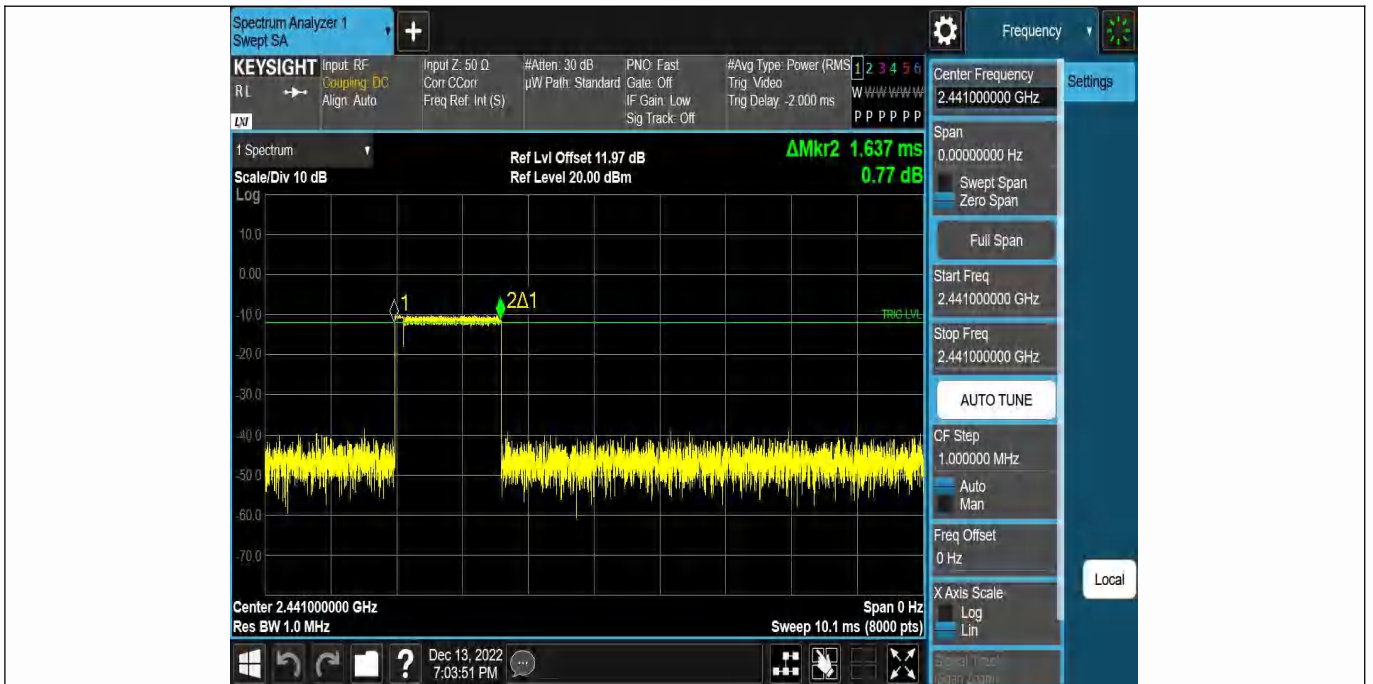 Spectrum Analyzer 1
Swept SA
+
Frequency
KEYSIGHT
R L
LXI
Input: RF
Coupling: DC
Align: Auto
Input Z: 50 Ω
Corr CCorr
Freq Ref: Int (S)
#Atten: 30 dB
µW Path: Standard
PNO: Fast
Gate: Off
IF Gain: Low
Sig Track: Off
#Avg Type: Power (RMS
Trig: Video
Trig Delay: -2.000 ms
1 2 3 4 5 6
W W W W W W
P P P P P P
1 Spectrum
Scale/Div 10 dB
Log
Ref Lvl Offset 11.97 dB
Ref Level 20.00 dBm
ΔMkr2 1.637 ms
0.77 dB
10.0
0.00
-10.0
-20.0
-30.0
-40.0
-50.0
-60.0
-70.0
1
2Δ1
TRIG LVL
Center 2.441000000 GHz
Res BW 1.0 MHz
Span 0 Hz
Sweep 10.1 ms (8000 pts)
Center Frequency
2.441000000 GHz
Settings
Span
0.00000000 Hz
Swept Span
Zero Span
Full Span
Start Freq
2.441000000 GHz
Stop Freq
2.441000000 GHz
AUTO TUNE
CF Step
1.000000 MHz
Auto
Man
Freq Offset
0 Hz
X Axis Scale
Log
Lin
Local
Signal Track
(Span Zoom)
?
Dec 13, 2022
7:03:51 PM